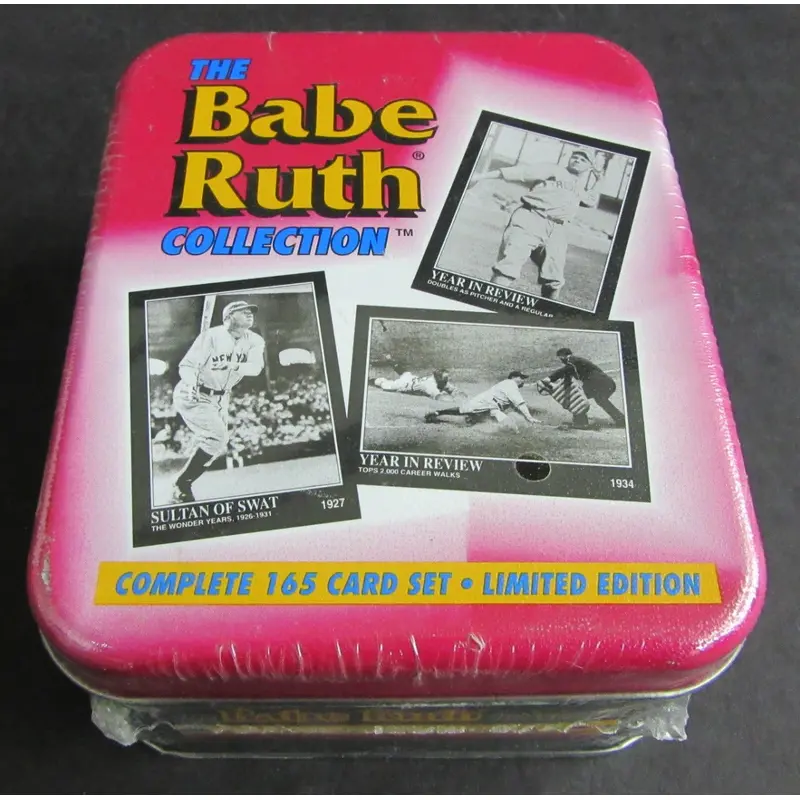 THE
Babe
Ruth®
COLLECTION™
YEAR IN REVIEW
DOUBLES AS PITCHER AND A REGULAR
NEW YORK
SULTAN OF SWAT
THE WONDER YEARS, 1926-1931
1927
YEAR IN REVIEW
TOPS 2,000 CAREER WALKS
1934
COMPLETE 165 CARD SET • LIMITED EDITION
Babe Ruth